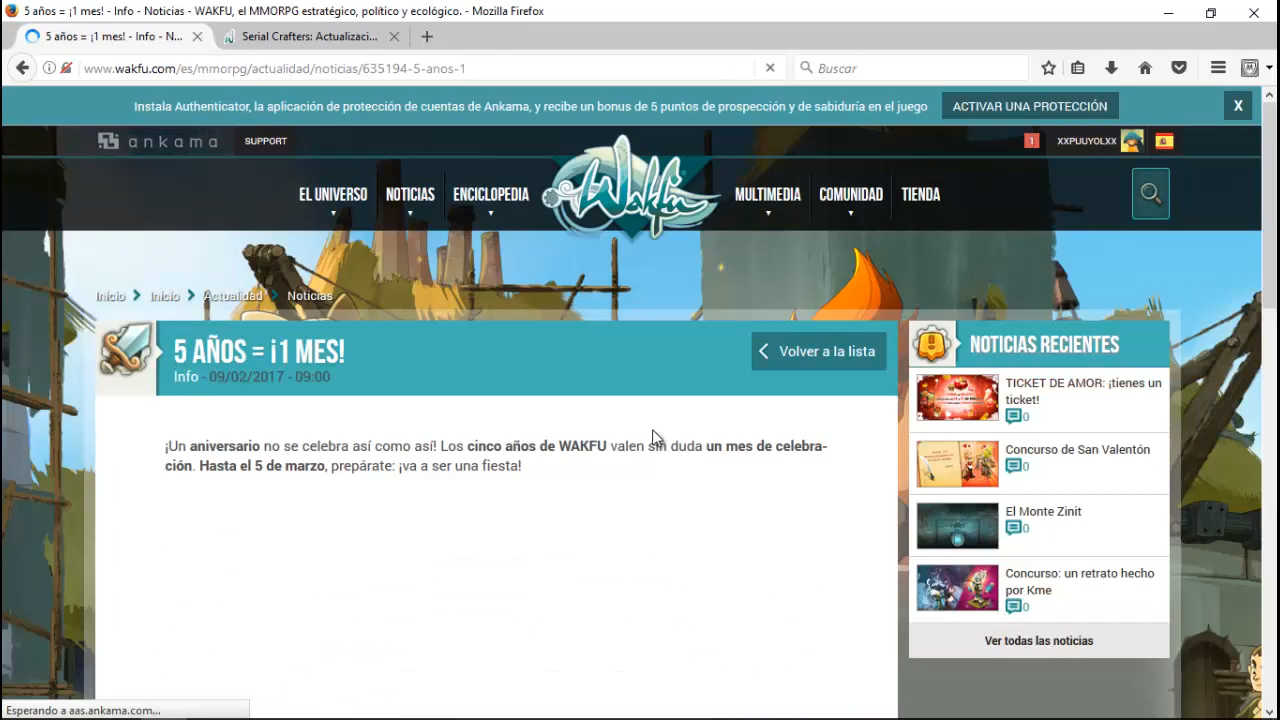 5 años = ¡1 mes! - Info - Noticias - WAKFU, el MMORPG estratégico, político y ecológico. - Mozilla Firefox
5 años = ¡1 mes! - Info - N...
Serial Crafters: Actualizaci...
www.wakfu.com/es/mmorpg/actualidad/noticias/635194-5-anos-1
Buscar
Instala Authenticator, la aplicación de protección de cuentas de Ankama, y recibe un bonus de 5 puntos de prospección y de sabiduría en el juego
ACTIVAR UNA PROTECCIÓN
X
ankama
SUPPORT
1
XXPUUYOLXX
EL UNIVERSO
NOTICIAS
ENCICLOPEDIA
Wakfu
MULTIMEDIA
COMUNIDAD
TIENDA
Inicio
Inicio
Actualidad
Noticias
5 AÑOS = ¡1 MES!
Info - 09/02/2017 - 09:00
Volver a la lista
¡Un aniversario no se celebra así como así! Los cinco años de WAKFU valen sin duda un mes de celebra-
ción. Hasta el 5 de marzo, prepárate: ¡va a ser una fiesta!
NOTICIAS RECIENTES
TICKET DE AMOR: ¡tienes un
ticket!
0
Concurso de San Valentón
0
El Monte Zinit
0
Concurso: un retrato hecho
por Kme
0
Ver todas las noticias
Esperando a aas.ankama.com...